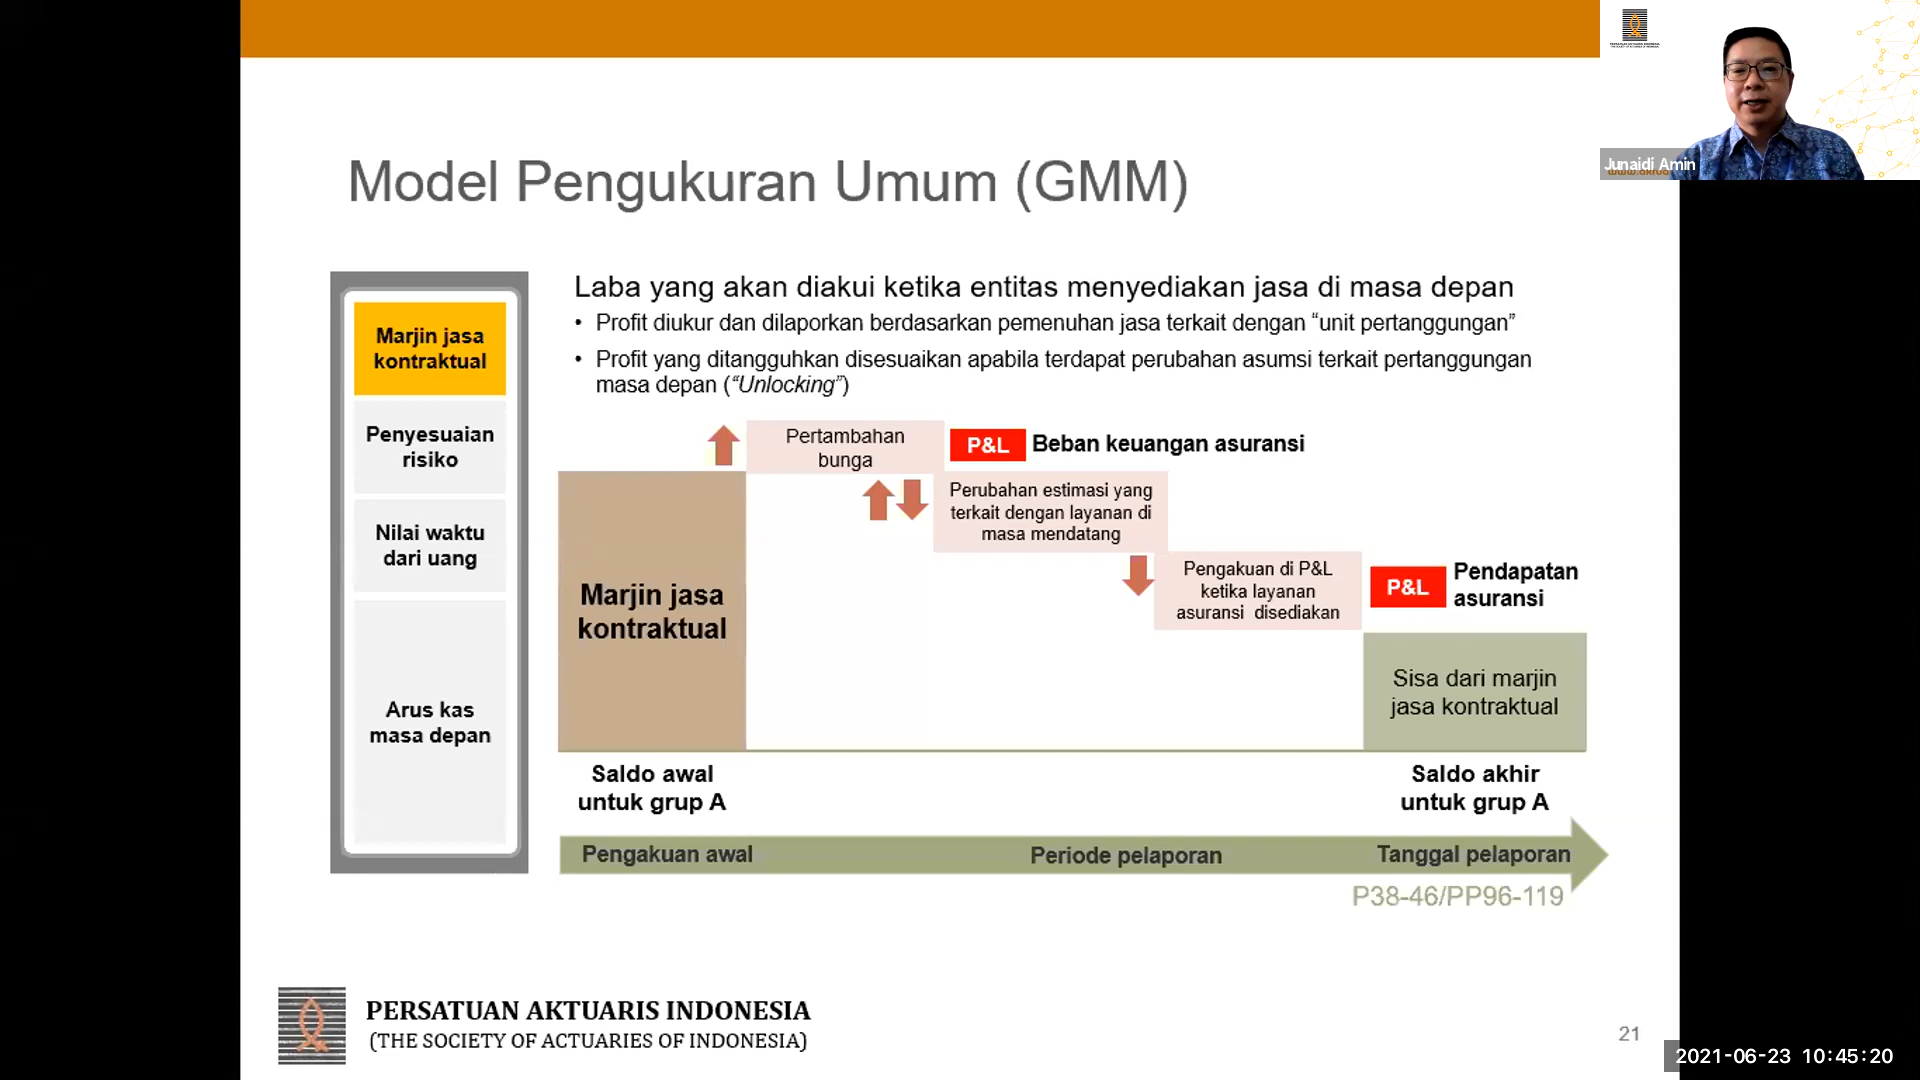 Model Pengukuran Umum (GMM)
Marjin jasa
kontraktual
Penyesuaian
risiko
Nilai waktu
dari uang
Arus kas
masa depan
Laba yang akan diakui ketika entitas menyediakan jasa di masa depan
• Profit diukur dan dilaporkan berdasarkan pemenuhan jasa terkait dengan “unit pertanggungan”
• Profit yang ditangguhkan disesuaikan apabila terdapat perubahan asumsi terkait pertanggungan
masa depan (“Unlocking”)
Pertambahan
bunga
P&L
Beban keuangan asuransi
Perubahan estimasi yang
terkait dengan layanan di
masa mendatang
Pengakuan di P&L
ketika layanan
asuransi disediakan
P&L
Pendapatan
asuransi
Marjin jasa
kontraktual
Sisa dari marjin
jasa kontraktual
Saldo awal
untuk grup A
Saldo akhir
untuk grup A
Pengakuan awal
Periode pelaporan
Tanggal pelaporan
P38-46/PP96-119
PERSATUAN AKTUARIS INDONESIA
(THE SOCIETY OF ACTUARIES OF INDONESIA)
21
Junaidi Amin
2021-06-23 10:45:20